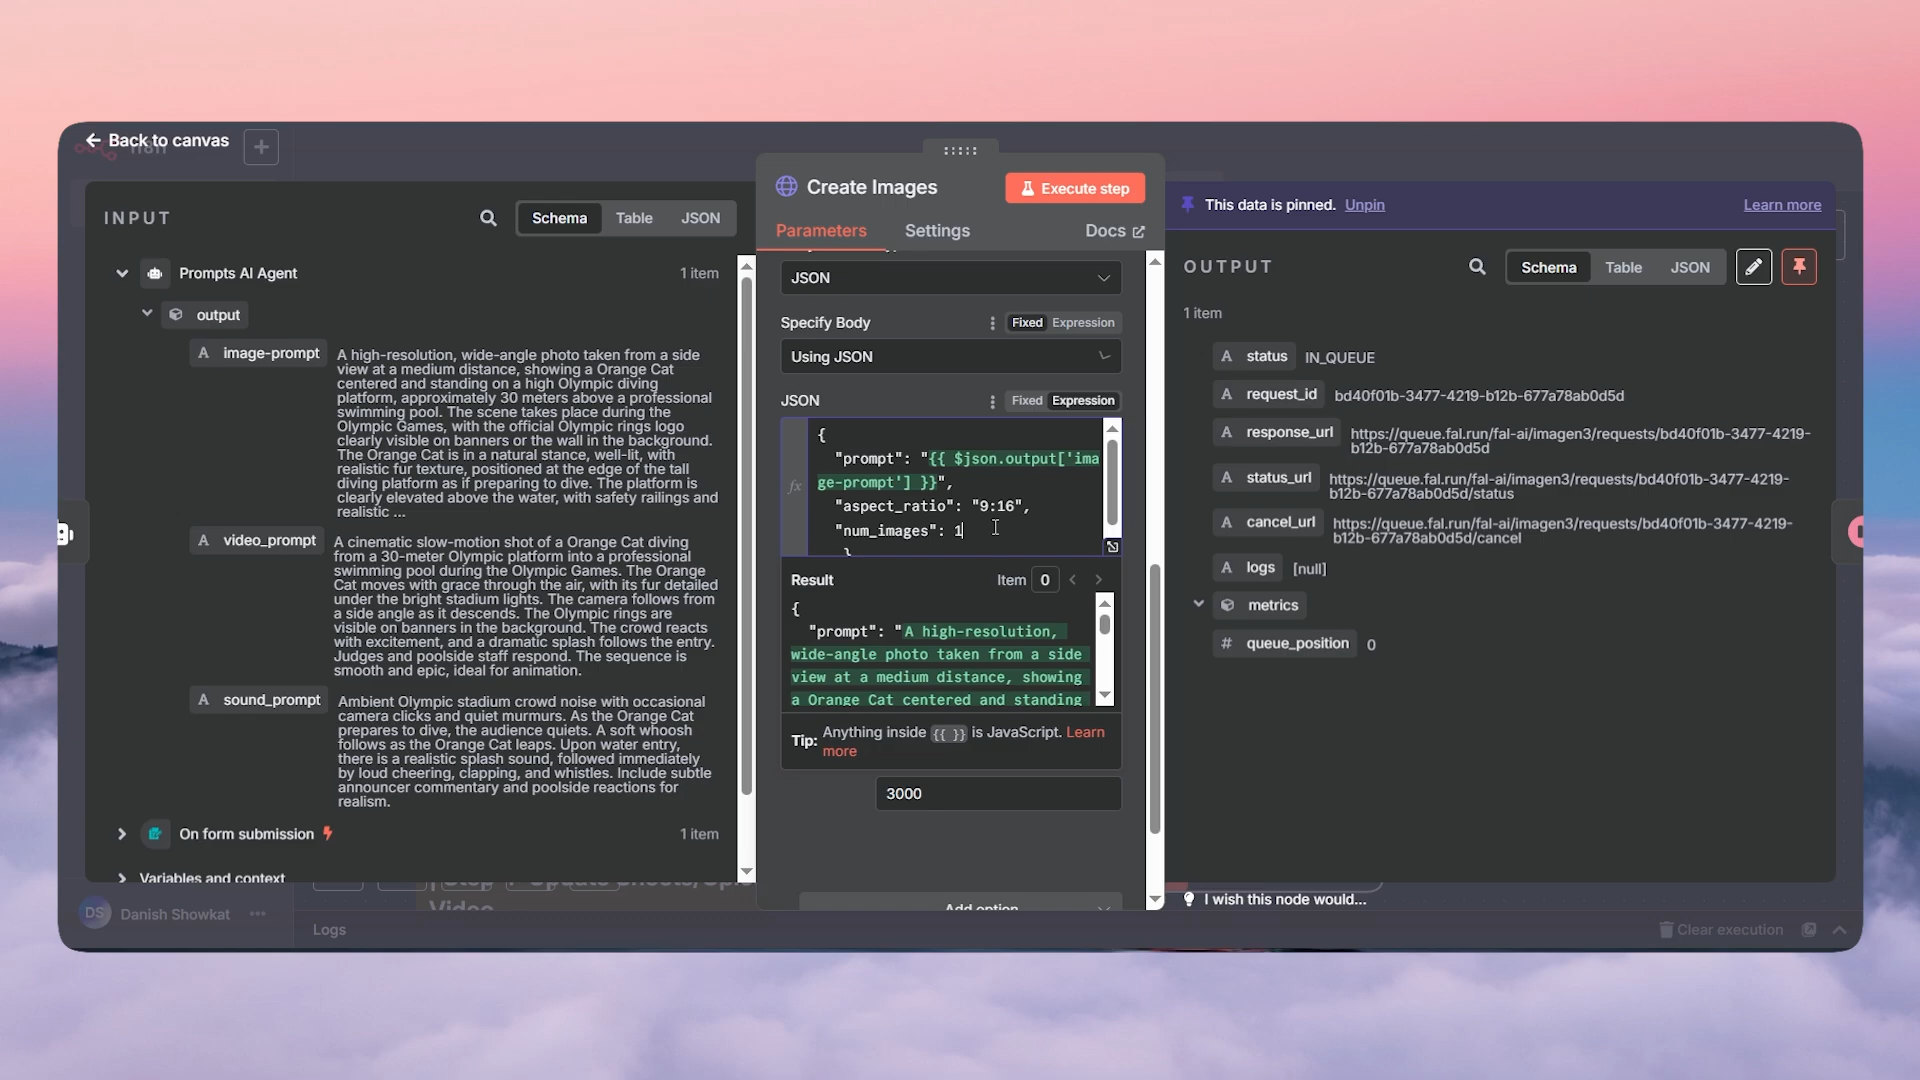 Back to canvas
INPUT
Schema
Table
JSON
Prompts AI Agent
1 item
output
A image-prompt
A high-resolution, wide-angle photo taken from a side
view at a medium distance, showing a Orange Cat
centered and standing on a high Olympic diving
platform, approximately 30 meters above a professional
swimming pool. The scene takes place during the
Olympic Games, with the official Olympic rings logo
clearly visible on banners or the wall in the background.
The Orange Cat is in a natural stance, well-lit, with
realistic fur texture, positioned at the edge of the tall
diving platform as if preparing to dive. The platform is
clearly elevated above the water, with safety railings and
realistic ...
A video_prompt
A cinematic slow-motion shot of a Orange Cat diving
from a 30-meter Olympic platform into a professional
swimming pool during the Olympic Games. The Orange
Cat moves with grace through the air, with its fur detailed
under the bright stadium lights. The camera follows from
a side angle as it descends. The Olympic rings are
visible on banners in the background. The crowd reacts
with excitement, and a dramatic splash follows the entry.
Judges and poolside staff respond. The sequence is
smooth and epic, ideal for animation.
A sound_prompt
Ambient Olympic stadium crowd noise with occasional
camera clicks and quiet murmurs. As the Orange Cat
prepares to dive, the audience quiets. A soft whoosh
follows as the Orange Cat leaps. Upon water entry,
there is a realistic splash sound, followed immediately
by loud cheering, clapping, and whistles. Include subtle
announcer commentary and poolside reactions for
realism.
On form submission
1 item
Variables and context
DS Danish Showkat
Video
Logs
Create Images
Execute step
Parameters
Settings
Docs
JSON
Specify Body
Fixed Expression
Using JSON
JSON
Fixed Expression
fx
{
"prompt": "{{ $json.output['ima
ge-prompt'] }}",
"aspect_ratio": "9:16",
"num_images": 1
}
Result
Item 0
{
"prompt": "A high-resolution,
wide-angle photo taken from a side
view at a medium distance, showing
a Orange Cat centered and standing
Tip: Anything inside {{ }} is JavaScript. Learn
more
3000
Add option
This data is pinned. Unpin
Learn more
OUTPUT
Schema
Table
JSON
1 item
A status IN_QUEUE
A request_id bd40f01b-3477-4219-b12b-677a78ab0d5d
A response_url https://queue.fal.run/fal-ai/imagen3/requests/bd40f01b-3477-4219-
b12b-677a78ab0d5d
A status_url https://queue.fal.run/fal-ai/imagen3/requests/bd40f01b-3477-4219-
b12b-677a78ab0d5d/status
A cancel_url https://queue.fal.run/fal-ai/imagen3/requests/bd40f01b-3477-4219-
b12b-677a78ab0d5d/cancel
A logs [null]
metrics
# queue_position 0
I wish this node would...
Clear execution